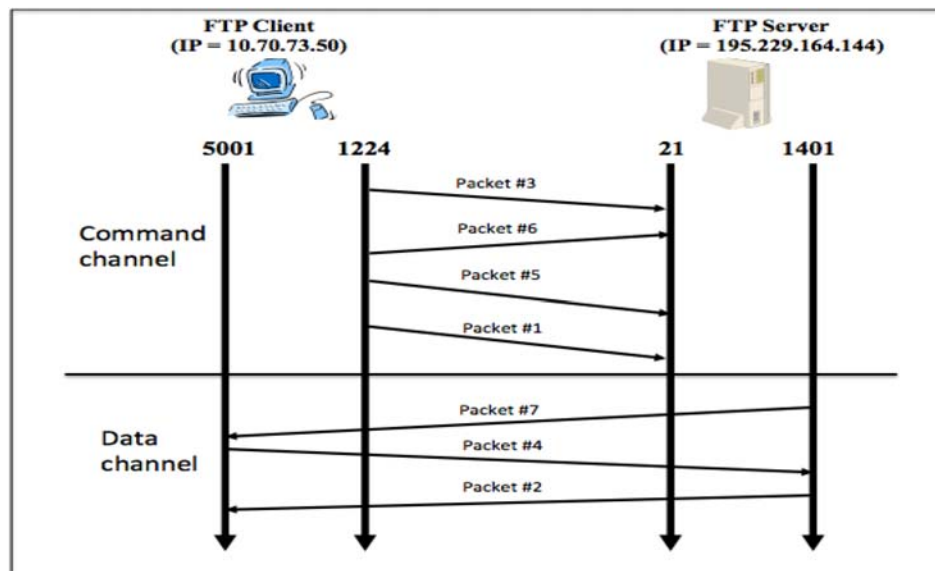 FTP Client
(IP = 10.70.73.50)
FTP Server
(IP = 195.229.164.144)
5001
1224
21
1401
Packet #3
Command
channel
Packet #6
Packet #5
Packet #1
Packet #7
Data
channel
Packet #4
Packet #2